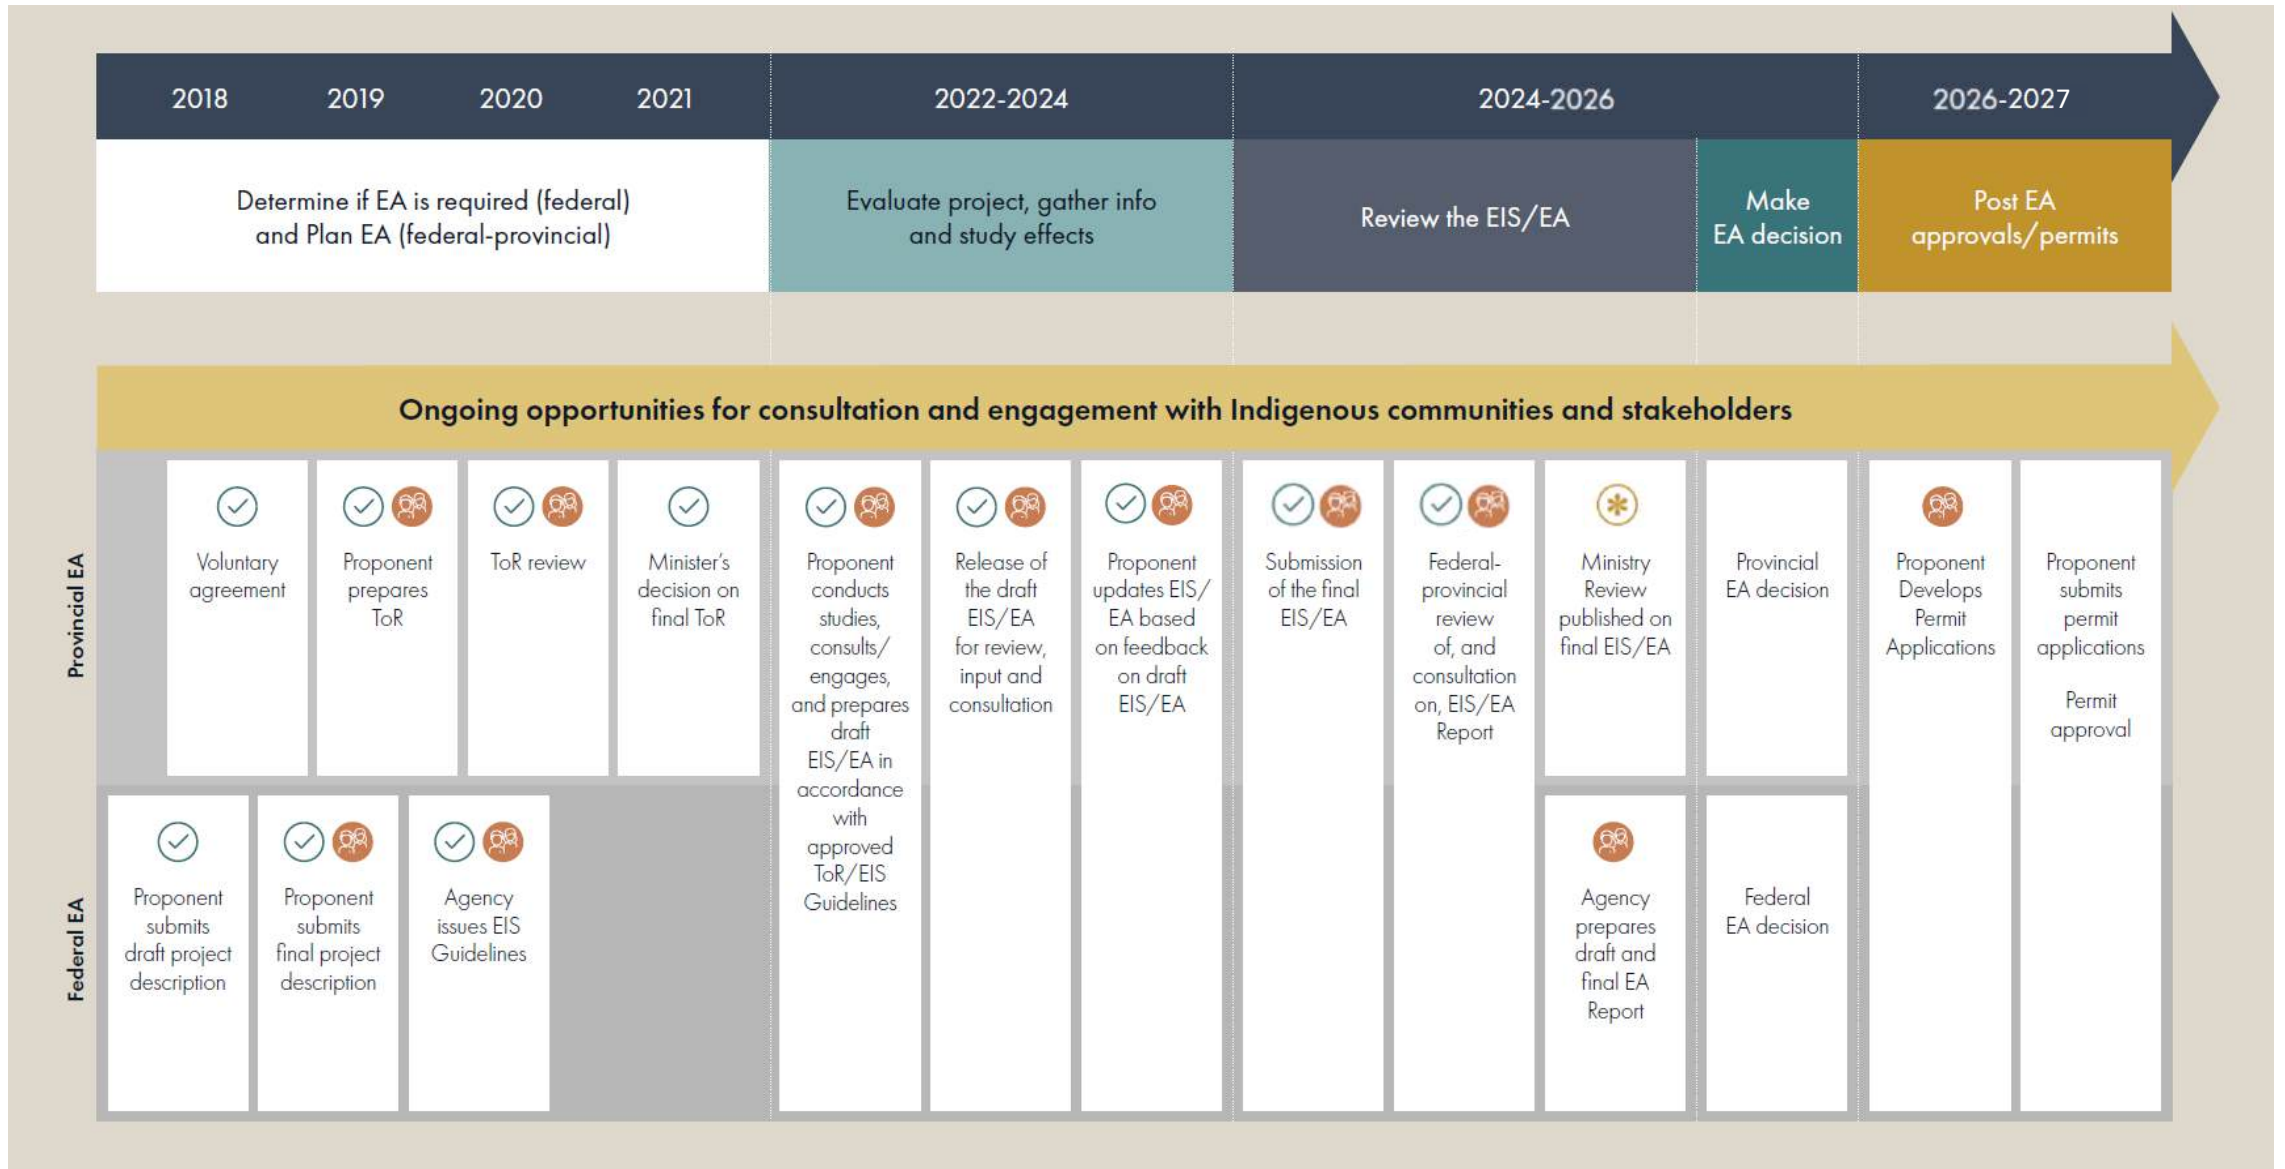 2018
2019
2020
2021
2022-2024
2024-2026
2026-2027
Determine if EA is required (federal)
and Plan EA (federal-provincial)
Evaluate project, gather info
and study effects
Review the EIS/EA
Make
EA decision
Post EA
approvals/permits
Ongoing opportunities for consultation and engagement with Indigenous communities and stakeholders
Provincial EA
Voluntary
agreement
Proponent
prepares
ToR
ToR review
Minister's
decision on
final ToR
Proponent
conducts
studies,
consults/
engages,
and prepares
draft
EIS/EA in
accordance
with
approved
ToR/EIS
Guidelines
Release of
the draft
EIS/EA
for review,
input and
consultation
Proponent
updates EIS/
EA based
on feedback
on draft
EIS/EA
Submission
of the final
EIS/EA
Federal-
provincial
review
of, and
consultation
on, EIS/EA
Report
Ministry
Review
published on
final EIS/EA
Provincial
EA decision
Proponent
Develops
Permit
Applications
Proponent
submits
permit
applications
Permit
approval
Federal EA
Proponent
submits
draft project
description
Proponent
submits
final project
description
Agency
issues EIS
Guidelines
Agency
prepares
draft and
final EA
Report
Federal
EA decision